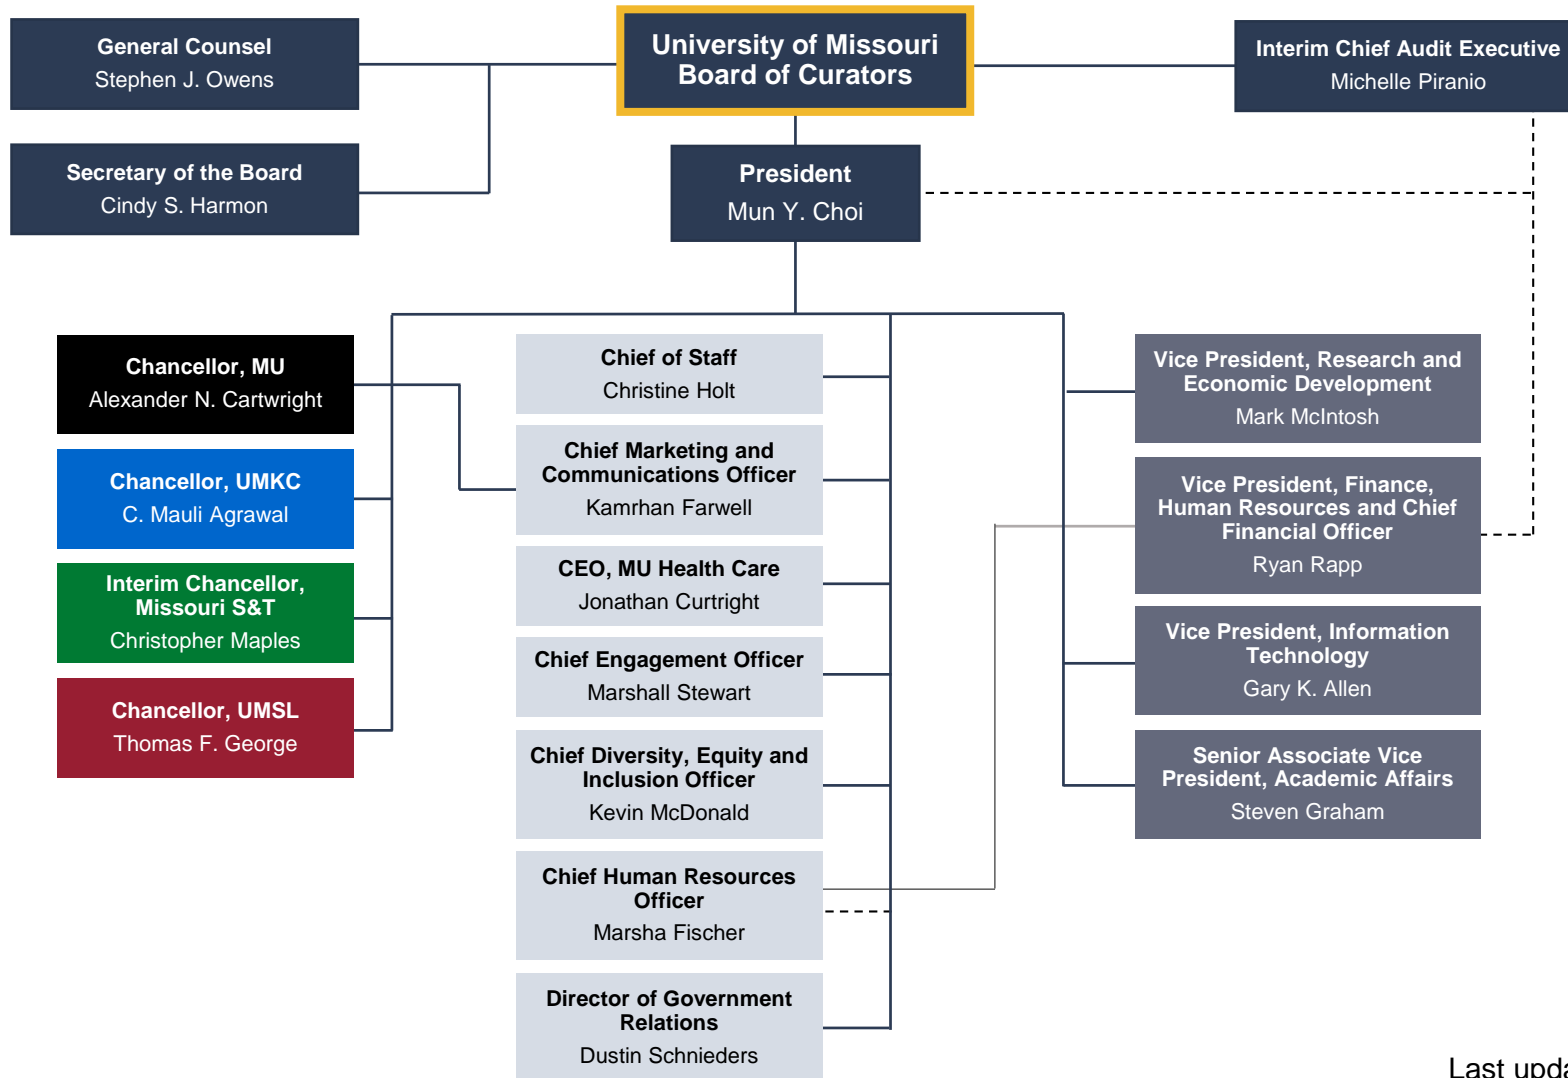 General Counsel
Stephen J. Owens
University of Missouri
Board of Curators
Interim Chief Audit Executive
Michelle Piranio
Secretary of the Board
Cindy S. Harmon
President
Mun Y. Choi
Chancellor, MU
Alexander N. Cartwright
Chancellor, UMKC
C. Mauli Agrawal
Interim Chancellor,
Missouri S&T
Christopher Maples
Chancellor, UMSL
Thomas F. George
Chief of Staff
Christine Holt
Chief Marketing and
Communications Officer
Kamrhan Farwell
CEO, MU Health Care
Jonathan Curtright
Chief Engagement Officer
Marshall Stewart
Chief Diversity, Equity and
Inclusion Officer
Kevin McDonald
Chief Human Resources
Officer
Marsha Fischer
Director of Government
Relations
Dustin Schnieders
Vice President, Research and
Economic Development
Mark McIntosh
Vice President, Finance,
Human Resources and Chief
Financial Officer
Ryan Rapp
Vice President, Information
Technology
Gary K. Allen
Senior Associate Vice
President, Academic Affairs
Steven Graham
Last upda